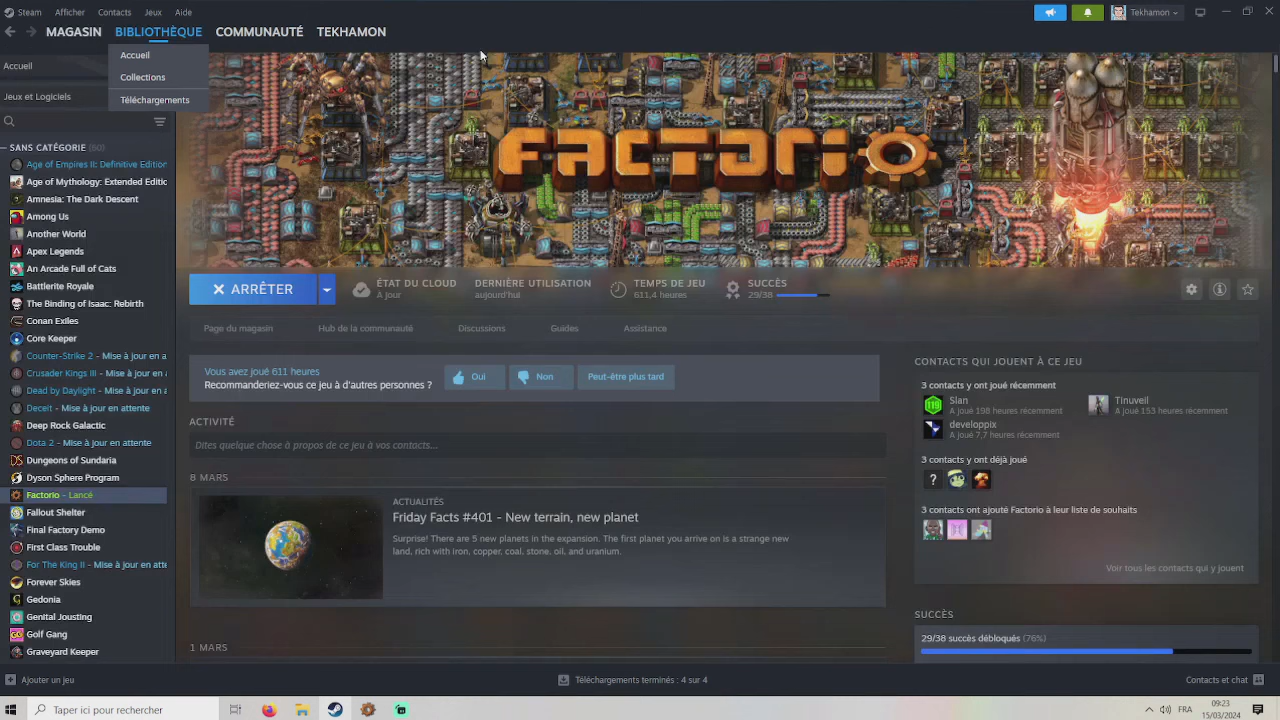 Steam Afficher Contacts Jeux Aide
Tekhamon
MAGASIN BIBLIOTHÈQUE COMMUNAUTÉ TEKHAMON
Accueil
Collections
Téléchargements
Accueil
Jeux et Logiciels
SANS CATÉGORIE (60)
Age of Empires II: Definitive Edition
Age of Mythology: Extended Editio
Amnesia: The Dark Descent
Among Us
Another World
Apex Legends
An Arcade Full of Cats
Battlerite Royale
The Binding of Isaac: Rebirth
Conan Exiles
Core Keeper
Counter-Strike 2 - Mise à jour en a
Crusader Kings III - Mise à jour en
Dead by Daylight - Mise à jour en a
Deceit - Mise à jour en attente
Deep Rock Galactic
Dota 2 - Mise à jour en attente
Dungeons of Sundaria
Dyson Sphere Program
Factorio - Lancé
Fallout Shelter
Final Factory Demo
First Class Trouble
For The King II - Mise à jour en atte
Forever Skies
Gedonia
Genital Jousting
Golf Gang
Graveyard Keeper
FACTORIO
ARRÊTER
ÉTAT DU CLOUD
À jour
DERNIÈRE UTILISATION
aujourd'hui
TEMPS DE JEU
611,4 heures
SUCCÈS
29/38
Page du magasin Hub de la communauté Discussions Guides Assistance
Vous avez joué 611 heures
Recommanderiez-vous ce jeu à d'autres personnes ?
Oui Non Peut-être plus tard
ACTIVITÉ
Dites quelque chose à propos de ce jeu à vos contacts...
8 MARS
ACTUALITÉS
Friday Facts #401 - New terrain, new planet
Surprise! There are 5 new planets in the expansion. The first planet you arrive on is a strange new
land, rich with iron, copper, coal, stone, oil, and uranium.
1 MARS
CONTACTS QUI JOUENT À CE JEU
3 contacts y ont joué récemment
119
Slan
A joué 198 heures récemment
Tinuveil
A joué 153 heures récemment
developpix
A joué 7,7 heures récemment
3 contacts y ont déjà joué
?
3 contacts ont ajouté Factorio à leur liste de souhaits
Voir tous les contacts qui y jouent
SUCCÈS
29/38 succès débloqués (76%)
Ajouter un jeu
Téléchargements terminés : 4 sur 4
Contacts et chat
Taper ici pour rechercher
FRA
09:23
15/03/2024